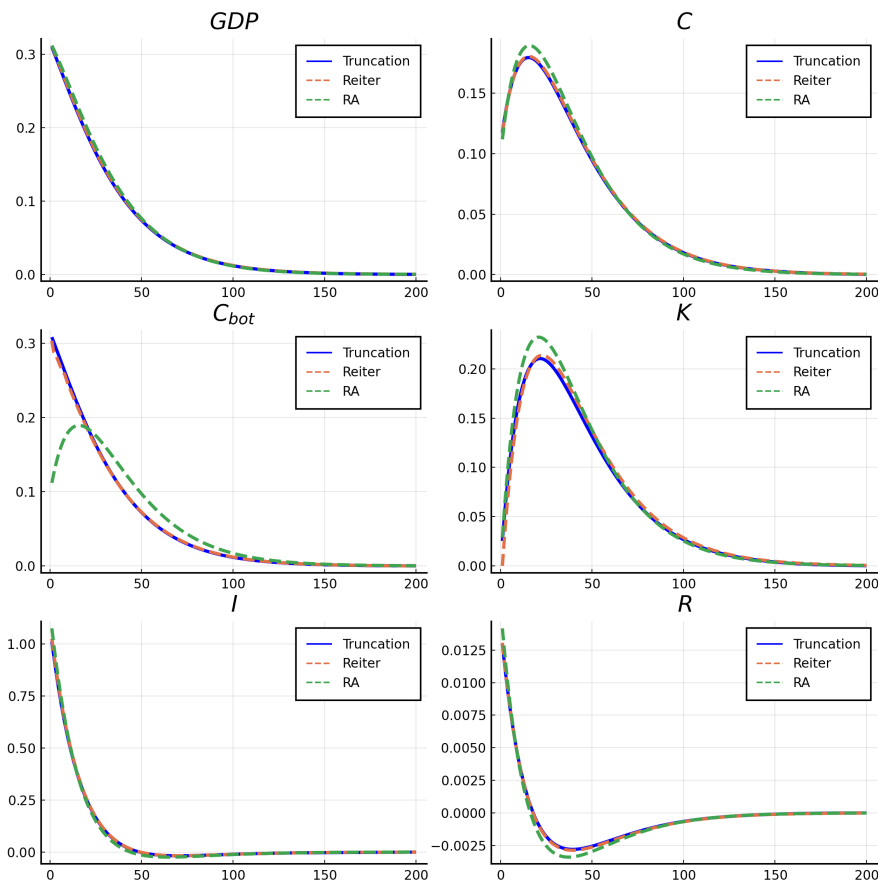 GDP
0.3
0.2
0.1
0.0
0 50 100 150 200
Truncation
Reiter
RA
C
0.15
0.10
0.05
0.00
0 50 100 150 200
Truncation
Reiter
RA
C_bot
0.3
0.2
0.1
0.0
0 50 100 150 200
Truncation
Reiter
RA
K
0.20
0.15
0.10
0.05
0.00
0 50 100 150 200
Truncation
Reiter
RA
I
1.00
0.75
0.50
0.25
0.00
0 50 100 150 200
Truncation
Reiter
RA
R
0.0125
0.0100
0.0075
0.0050
0.0025
0.0000
−0.0025
0 50 100 150 200
Truncation
Reiter
RA